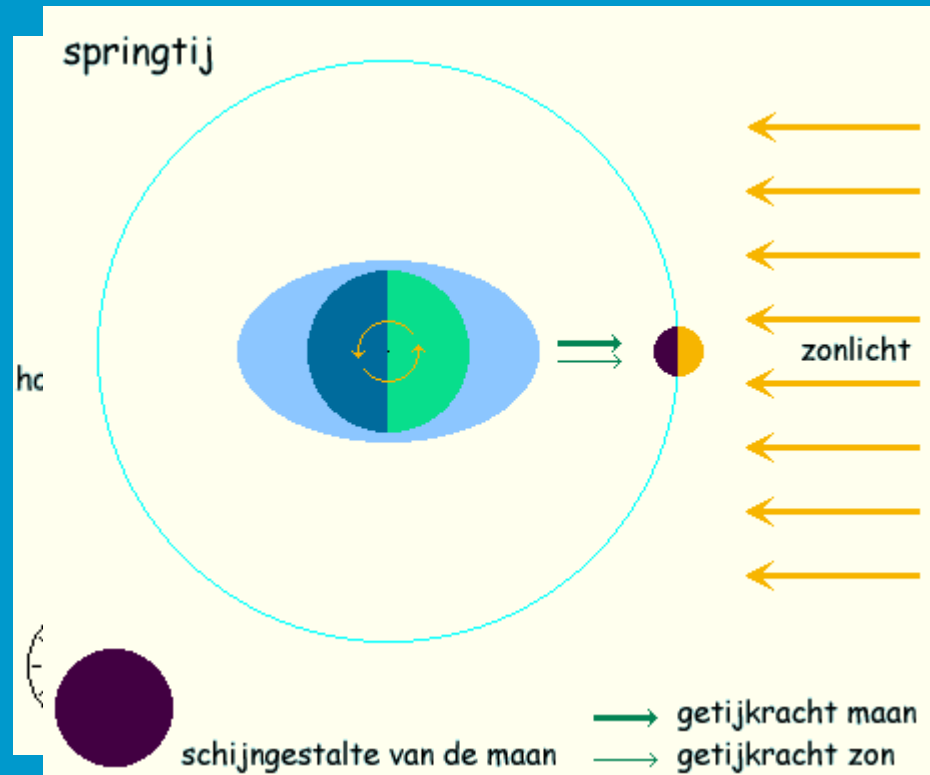 springtij
zonlicht
getijkracht maan
schijngestalte van de maan
getijkracht zon